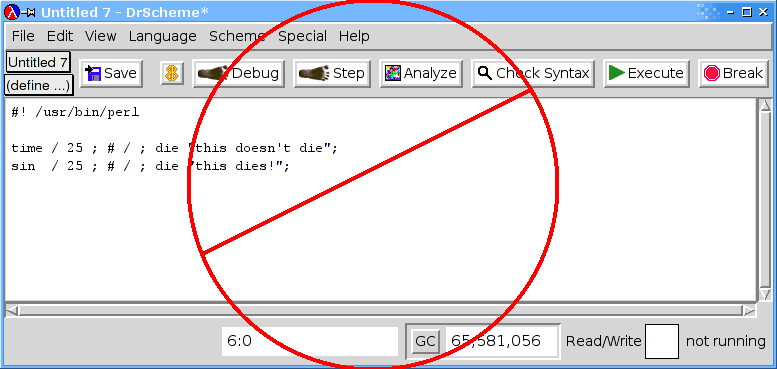 Untitled 7 - DrScheme*
File Edit View Language Scheme Special Help
Untitled 7
(define ...)
Save Debug Step Analyze Check Syntax Execute Break
#! /usr/bin/perl
time / 25 ; # / ; die "this doesn't die";
sin / 25 ; # / ; die "this dies!";
6:0 GC 65,581,056 Read/Write not running